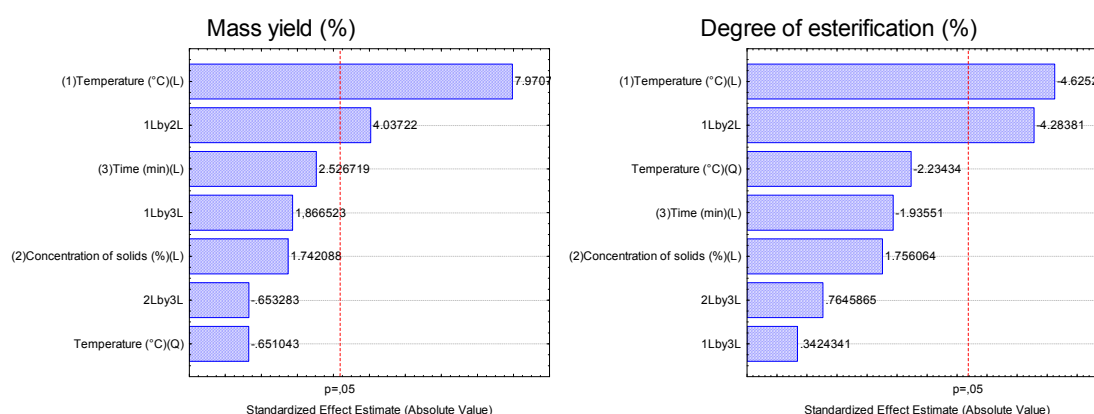 Mass yield (%)
(1)Temperature (°C)(L)
7.9707
1Lby2L
4.03722
(3)Time (min)(L)
2.526719
1Lby3L
1,866523
(2)Concentration of solids (%)(L)
1.742088
2Lby3L
-.653283
Temperature (°C)(Q)
-.651043
p=,05
Standardized Effect Estimate (Absolute Value)
Degree of esterification (%)
(1)Temperature (°C)(L)
-4.6252
1Lby2L
-4.28381
Temperature (°C)(Q)
-2.23434
(3)Time (min)(L)
-1.93551
(2)Concentration of solids (%)(L)
1.756064
2Lby3L
.7645865
1Lby3L
.3424341
p=,05
Standardized Effect Estimate (Absolute Value)